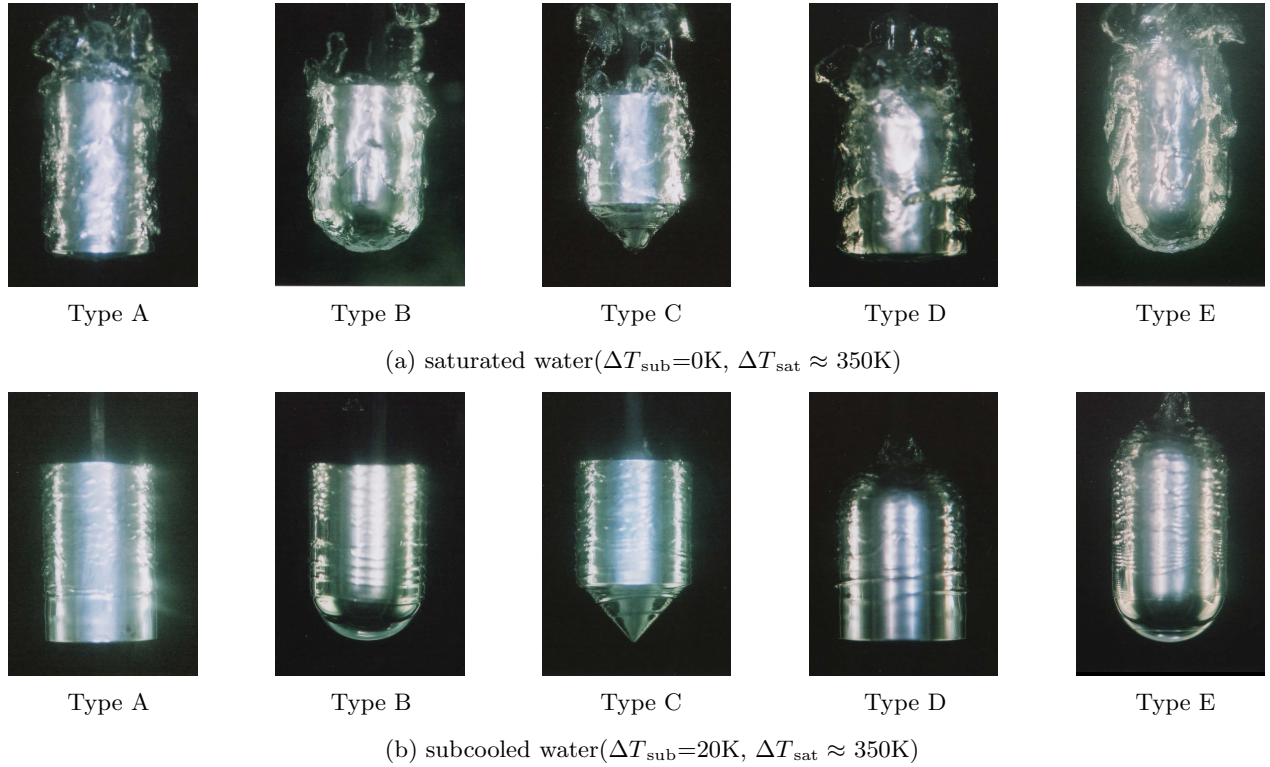 Type A Type B Type C Type D Type E
(a) saturated water(ΔT_sub=0K, ΔT_sat ≈ 350K)
Type A Type B Type C Type D Type E
(b) subcooled water(ΔT_sub=20K, ΔT_sat ≈ 350K)